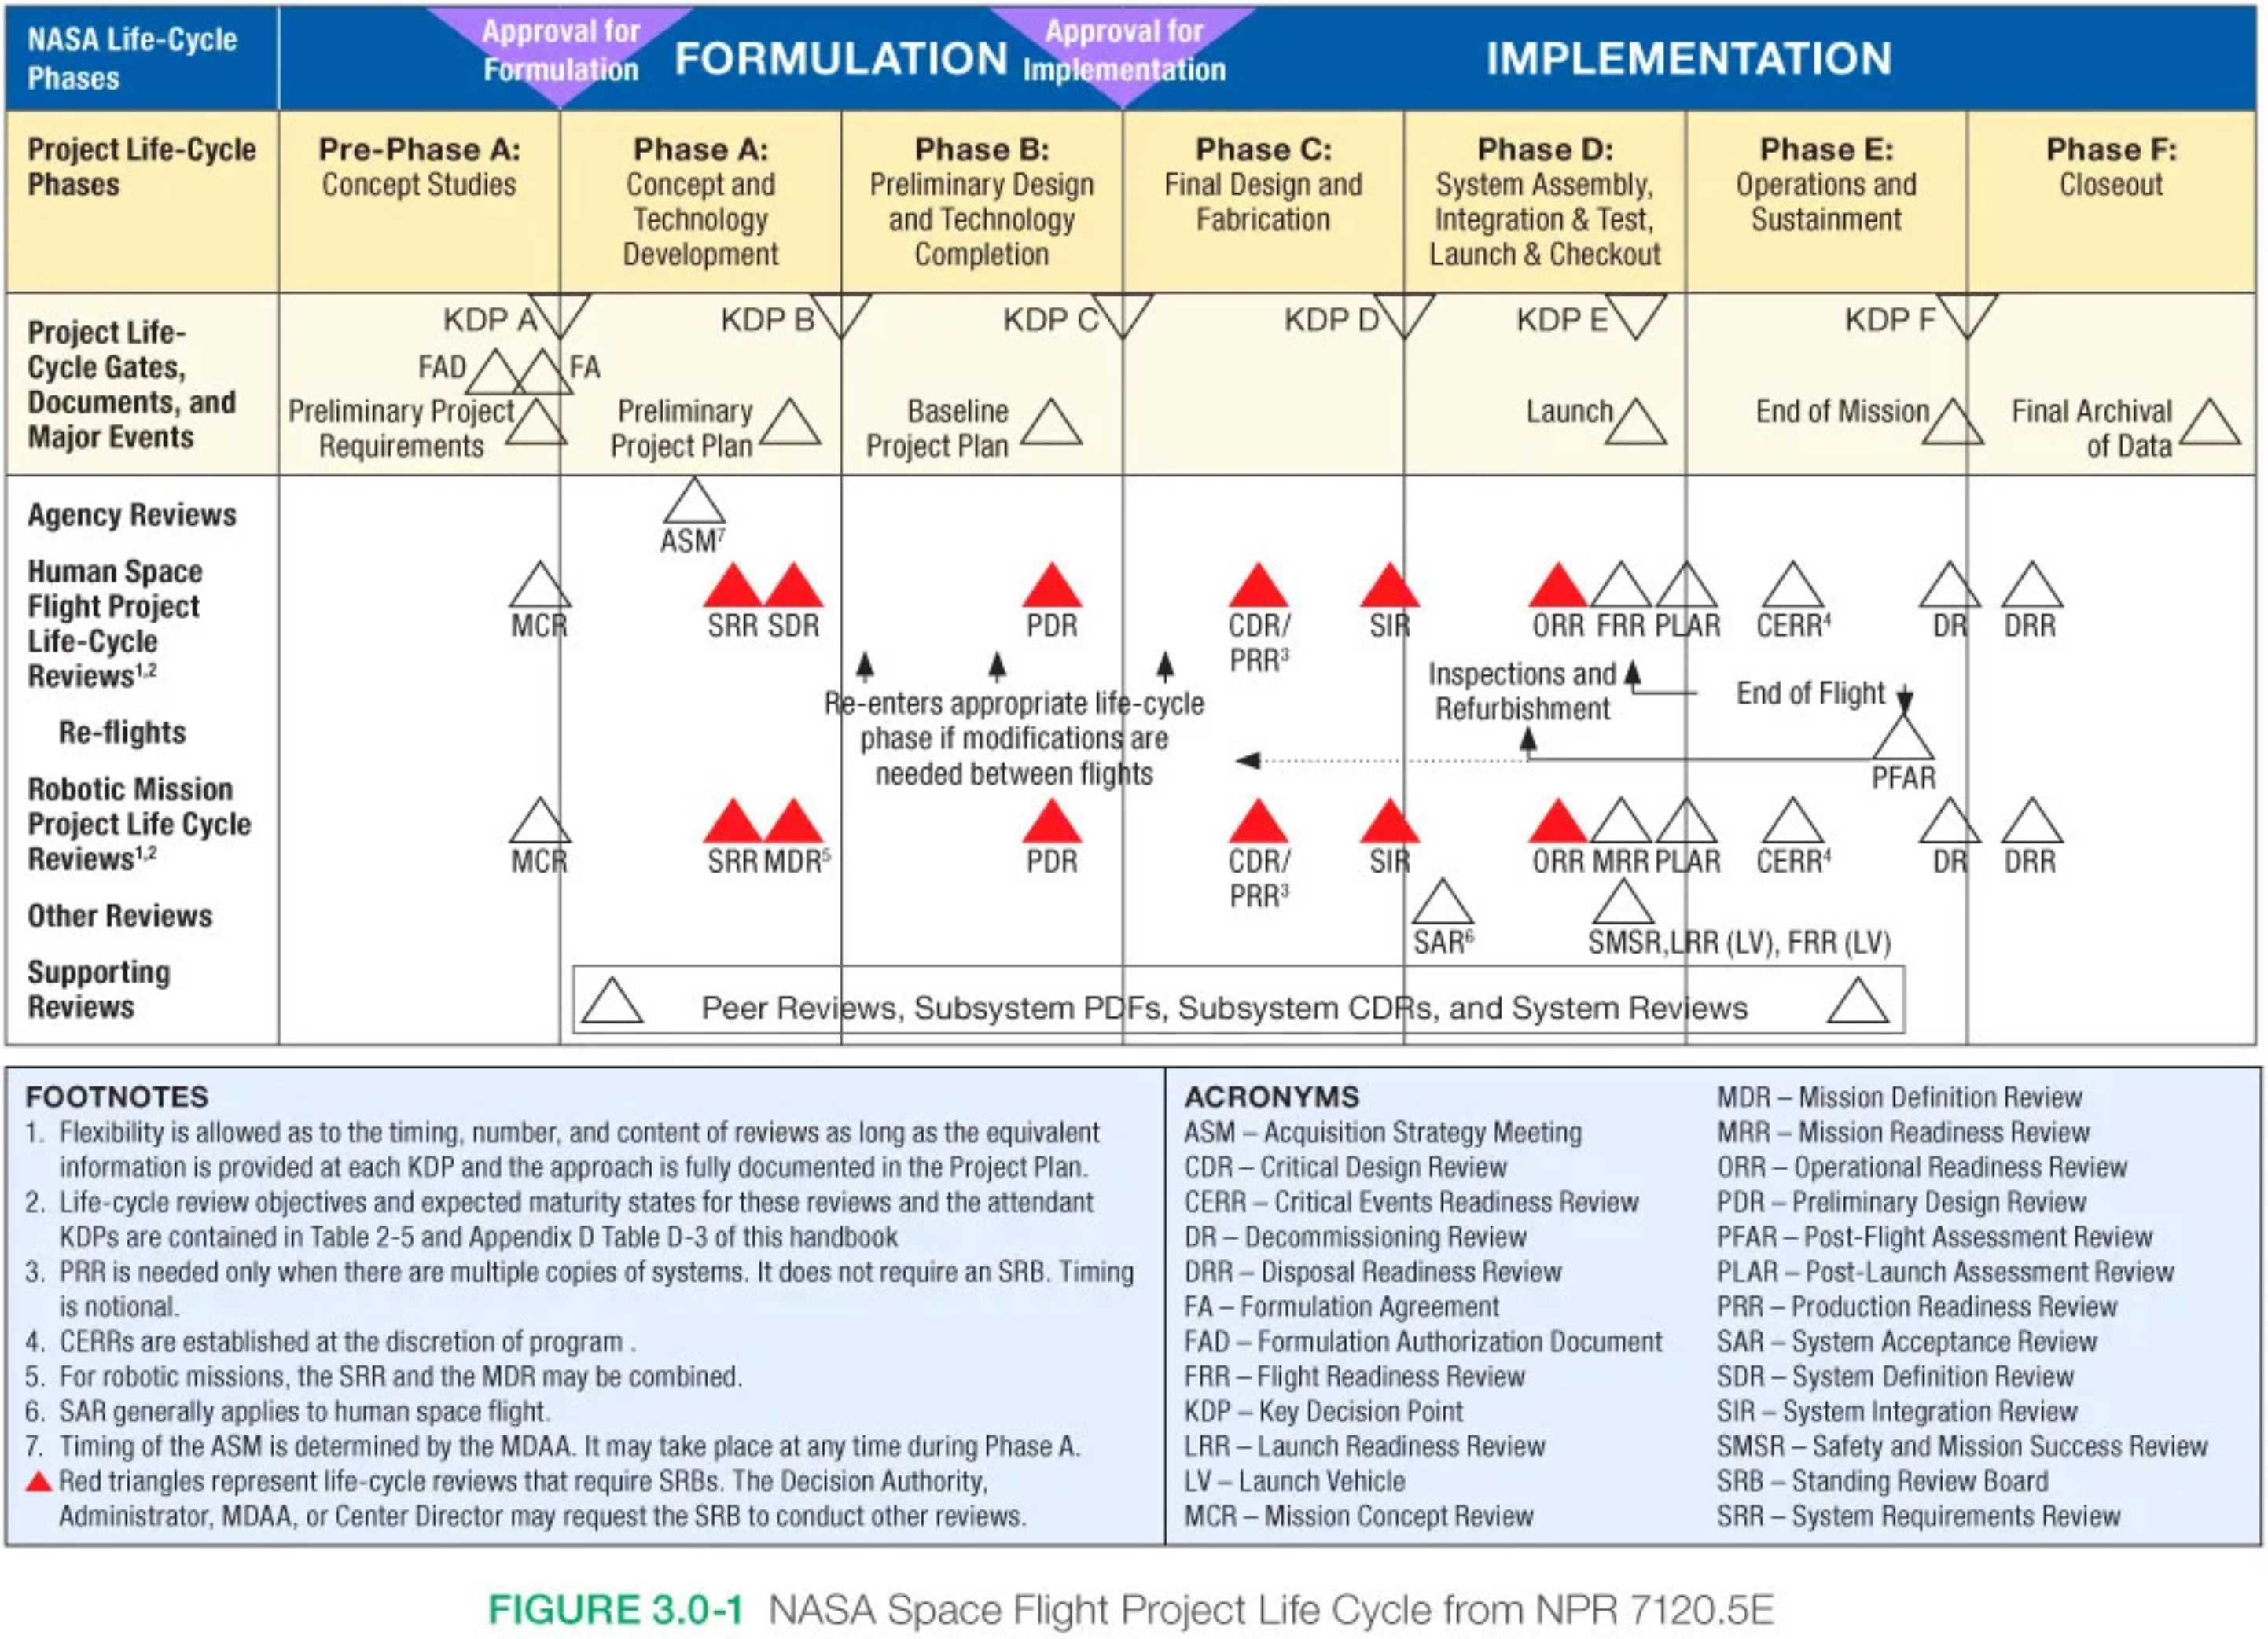 NASA Life-Cycle
Phases
Approval for
Formulation
FORMULATION
Approval for
Implementation
IMPLEMENTATION
Project Life-Cycle
Phases
Pre-Phase A:
Concept Studies
Phase A:
Concept and
Technology
Development
Phase B:
Preliminary Design
and Technology
Completion
Phase C:
Final Design and
Fabrication
Phase D:
System Assembly,
Integration & Test,
Launch & Checkout
Phase E:
Operations and
Sustainment
Phase F:
Closeout
Project Life-
Cycle Gates,
Documents, and
Major Events
KDP A
FAD
FA
Preliminary Project
Requirements
KDP B
Preliminary
Project Plan
KDP C
Baseline
Project Plan
KDP D
KDP E
Launch
KDP F
End of Mission
Final Archival
of Data
Agency Reviews
ASM⁷
Human Space
Flight Project
Life-Cycle
Reviews¹,²
MCR
SRR SDR
PDR
CDR/
PRR³
SIR
ORR FRR PLAR
CERR⁴
DR
DRR
Re-flights
Re-enters appropriate life-cycle
phase if modifications are
needed between flights
Inspections and
Refurbishment
End of Flight
PFAR
Robotic Mission
Project Life Cycle
Reviews¹,²
MCR
SRR MDR⁵
PDR
CDR/
PRR³
SIR
ORR MRR PLAR
CERR⁴
DR
DRR
Other Reviews
SAR⁶
SMSR,LRR (LV), FRR (LV)
Supporting
Reviews
Peer Reviews, Subsystem PDFs, Subsystem CDRs, and System Reviews
FOOTNOTES
1. Flexibility is allowed as to the timing, number, and content of reviews as long as the equivalent
information is provided at each KDP and the approach is fully documented in the Project Plan.
2. Life-cycle review objectives and expected maturity states for these reviews and the attendant
KDPs are contained in Table 2-5 and Appendix D Table D-3 of this handbook
3. PRR is needed only when there are multiple copies of systems. It does not require an SRB. Timing
is notional.
4. CERRs are established at the discretion of program .
5. For robotic missions, the SRR and the MDR may be combined.
6. SAR generally applies to human space flight.
7. Timing of the ASM is determined by the MDAA. It may take place at any time during Phase A.
Red triangles represent life-cycle reviews that require SRBs. The Decision Authority,
Administrator, MDAA, or Center Director may request the SRB to conduct other reviews.
ACRONYMS
ASM – Acquisition Strategy Meeting
CDR – Critical Design Review
CERR – Critical Events Readiness Review
DR – Decommissioning Review
DRR – Disposal Readiness Review
FA – Formulation Agreement
FAD – Formulation Authorization Document
FRR – Flight Readiness Review
KDP – Key Decision Point
LRR – Launch Readiness Review
LV – Launch Vehicle
MCR – Mission Concept Review
MDR – Mission Definition Review
MRR – Mission Readiness Review
ORR – Operational Readiness Review
PDR – Preliminary Design Review
PFAR – Post-Flight Assessment Review
PLAR – Post-Launch Assessment Review
PRR – Production Readiness Review
SAR – System Acceptance Review
SDR – System Definition Review
SIR – System Integration Review
SMSR – Safety and Mission Success Review
SRB – Standing Review Board
SRR – System Requirements Review
FIGURE 3.0-1 NASA Space Flight Project Life Cycle from NPR 7120.5E